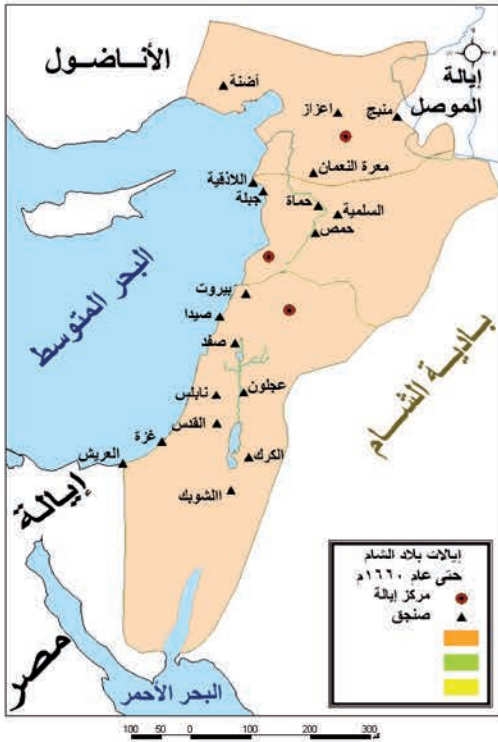 الأناضول
إيالة
الموصل
أضنة
اعزاز
منبج
معرة النعمان
اللاذقية
جبلة
حماة
السلمية
حمص
البحر المتوسط
بيروت
صيدا
صفد
بادية الشام
عجلون
نابلس
القدس
غزة
العريش
الكرك
االشوبك
إيالة
مصر
البحر الأحمر
إيالات بلاد الشام
حتى عام ١٦٦٠م
مركز إيالة
صنجق
100 50 0 100 200 300
كم